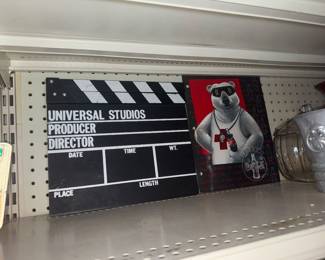 UNIVERSAL STUDIOS
PRODUCER
DIRECTOR
DATE TIME WT.
PLACE LENGTH